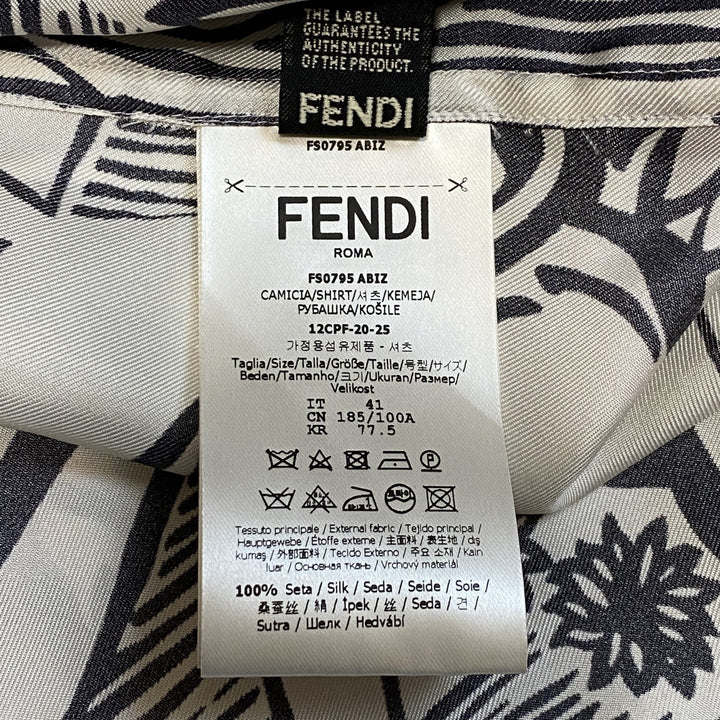 THE LABEL
GUARANTEES THE
AUTHENTICITY
OF THE PRODUCT.
FENDI
FS0795 ABIZ
FENDI
ROMA
FS0795 ABIZ
CAMICIA/SHIRT/셔츠/KEMEJA/
РУБАШКА/KOŠILE
12CPF-20-25
가정용섬유제품 - 셔츠
Taglia/Size/Talla/Größe/Taille/号型/サイズ/
Beden/Tamanho/크기/Ukuran/Размер/
Velikost
IT 41
CN 185/100A
KR 77.5
P
드라이
Tessuto principale / External fabric / Tejido principal /
Hauptgewebe / Étoffe externe / 主面料 / 表生地 / dış
kumaş / 外部面料 / Tecido Externo / 주요 소재 / Kain
luar / Основная ткань / Vrchový materiál
100% Seta / Silk / Seda / Seide / Soie /
桑蚕丝 / 絹 / İpek / 丝 / Seda / 견 /
Sutra / Шелк / Hedvábí